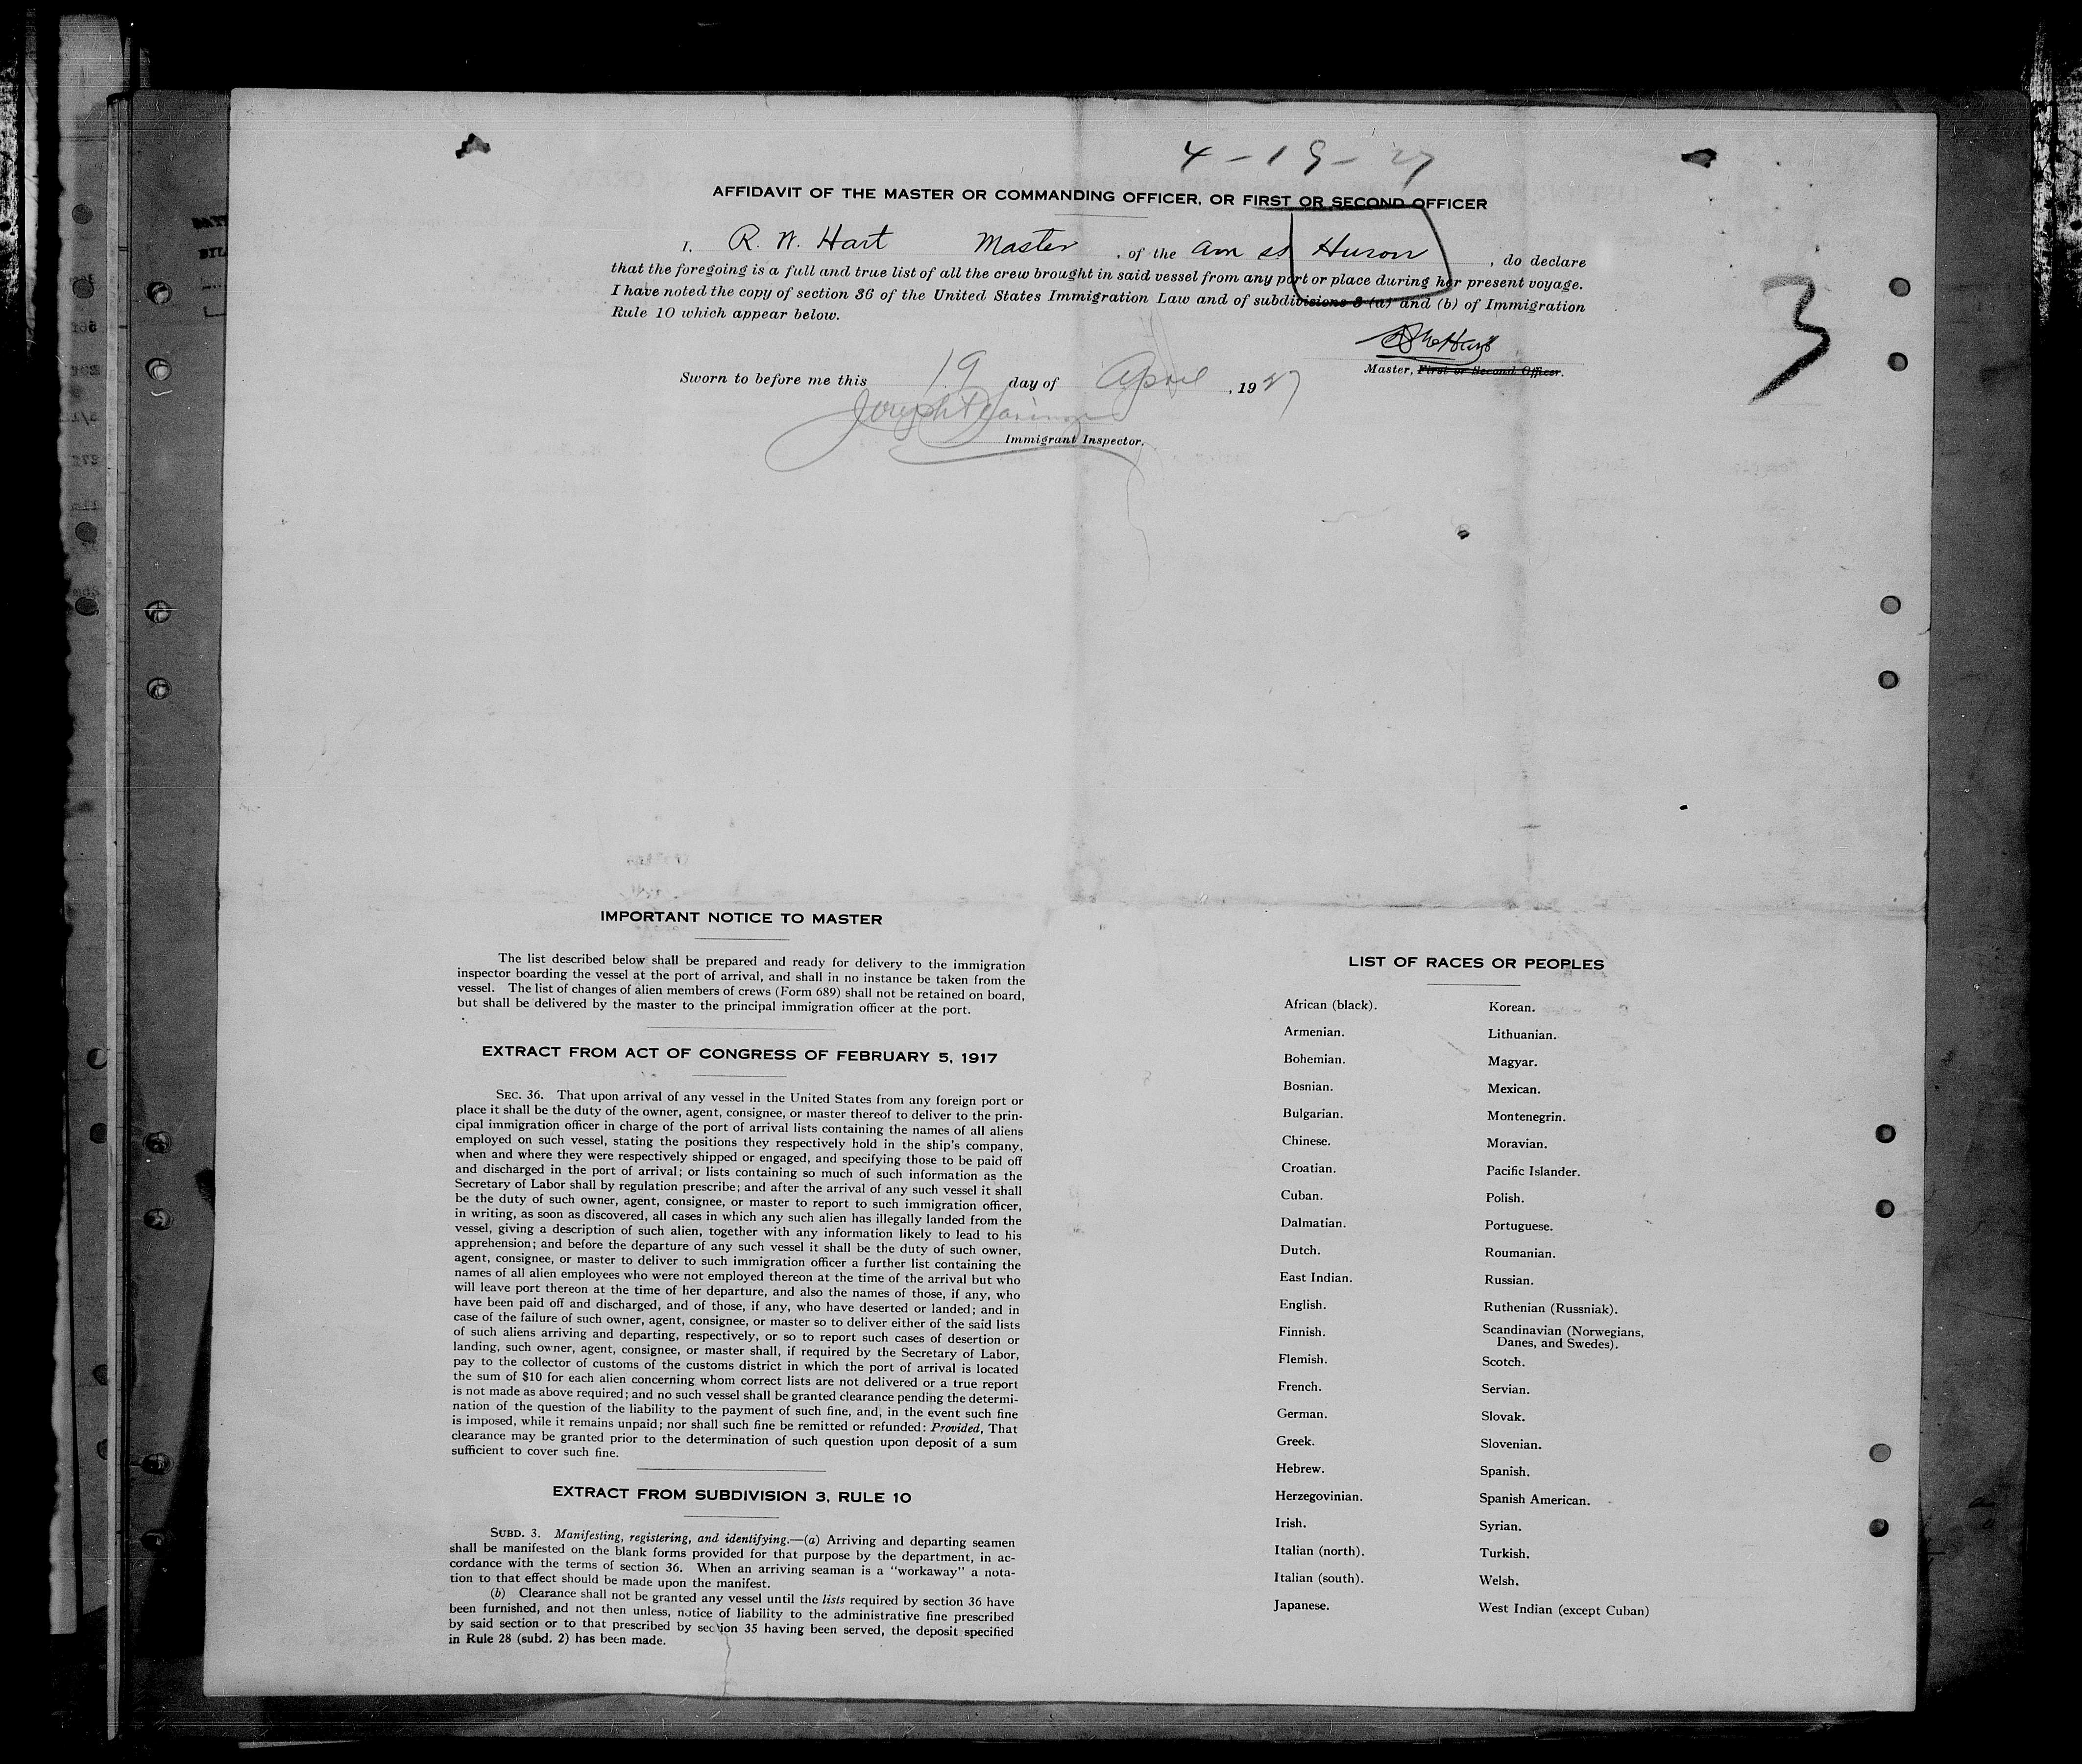 4-19-27
AFFIDAVIT OF THE MASTER OR COMMANDING OFFICER, OR FIRST OR SECOND OFFICER
I, R. W. Hart Master, of the Am ss Huron, do declare
that the foregoing is a full and true list of all the crew brought in said vessel from any port or place during her present voyage.
I have noted the copy of section 36 of the United States Immigration Law and of subdivisions 3 (a) and (b) of Immigration
Rule 10 which appear below.
3
R W Hart
Master, First or Second Officer.
Sworn to before me this 19 day of April, 1927
Joseph
Immigrant Inspector.
IMPORTANT NOTICE TO MASTER
The list described below shall be prepared and ready for delivery to the immigration
inspector boarding the vessel at the port of arrival, and shall in no instance be taken from the
vessel. The list of changes of alien members of crews (Form 689) shall not be retained on board,
but shall be delivered by the master to the principal immigration officer at the port.
EXTRACT FROM ACT OF CONGRESS OF FEBRUARY 5, 1917
SEC. 36. That upon arrival of any vessel in the United States from any foreign port or
place it shall be the duty of the owner, agent, consignee, or master thereof to deliver to the prin-
cipal immigration officer in charge of the port of arrival lists containing the names of all aliens
employed on such vessel, stating the positions they respectively hold in the ship's company,
when and where they were respectively shipped or engaged, and specifying those to be paid off
and discharged in the port of arrival; or lists containing so much of such information as the
Secretary of Labor shall by regulation prescribe; and after the arrival of any such vessel it shall
be the duty of such owner, agent, consignee, or master to report to such immigration officer,
in writing, as soon as discovered, all cases in which any such alien has illegally landed from the
vessel, giving a description of such alien, together with any information likely to lead to his
apprehension; and before the departure of any such vessel it shall be the duty of such owner,
agent, consignee, or master to deliver to such immigration officer a further list containing the
names of all alien employees who were not employed thereon at the time of the arrival but who
will leave port thereon at the time of her departure, and also the names of those, if any, who
have been paid off and discharged, and of those, if any, who have deserted or landed; and in
case of the failure of such owner, agent, consignee, or master so to deliver either of the said lists
of such aliens arriving and departing, respectively, or so to report such cases of desertion or
landing, such owner, agent, consignee, or master shall, if required by the Secretary of Labor,
pay to the collector of customs of the customs district in which the port of arrival is located
the sum of $10 for each alien concerning whom correct lists are not delivered or a true report
is not made as above required; and no such vessel shall be granted clearance pending the determi-
nation of the question of the liability to the payment of such fine, and, in the event such fine
is imposed, while it remains unpaid; nor shall such fine be remitted or refunded: Provided, That
clearance may be granted prior to the determination of such question upon deposit of a sum
sufficient to cover such fine.
EXTRACT FROM SUBDIVISION 3, RULE 10
SUBD. 3. Manifesting, registering, and identifying.—(a) Arriving and departing seamen
shall be manifested on the blank forms provided for that purpose by the department, in ac-
cordance with the terms of section 36. When an arriving seaman is a "workaway" a nota-
tion to that effect should be made upon the manifest.
(b) Clearance shall not be granted any vessel until the lists required by section 36 have
been furnished, and not then unless, notice of liability to the administrative fine prescribed
by said section or to that prescribed by section 35 having been served, the deposit specified
in Rule 28 (subd. 2) has been made.
LIST OF RACES OR PEOPLES
African (black).
Armenian.
Bohemian.
Bosnian.
Bulgarian.
Chinese.
Croatian.
Cuban.
Dalmatian.
Dutch.
East Indian.
English.
Finnish.
Flemish.
French.
German.
Greek.
Hebrew.
Herzegovinian.
Irish.
Italian (north).
Italian (south).
Japanese.
Korean.
Lithuanian.
Magyar.
Mexican.
Montenegrin.
Moravian.
Pacific Islander.
Polish.
Portuguese.
Roumanian.
Russian.
Ruthenian (Russniak).
Scandinavian (Norwegians,
Danes, and Swedes).
Scotch.
Servian.
Slovak.
Slovenian.
Spanish.
Spanish American.
Syrian.
Turkish.
Welsh.
West Indian (except Cuban)